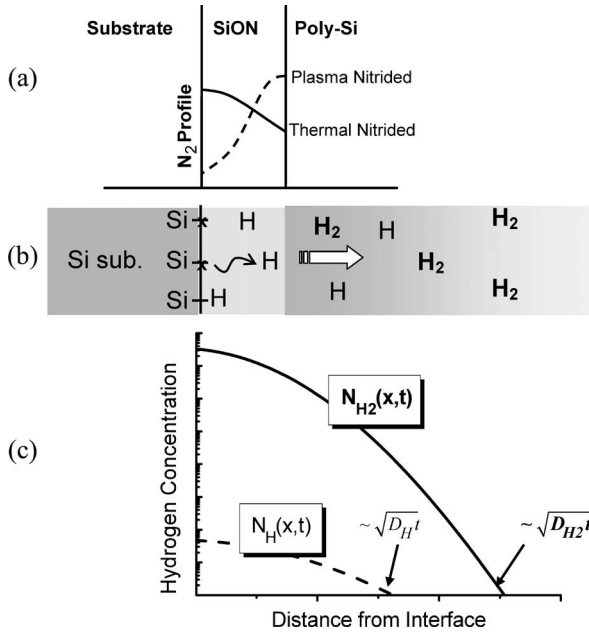 Substrate SiON Poly-Si
(a)
N2 Profile
Plasma Nitrided
Thermal Nitrided
(b)
Si sub.
Si H H2 H H2
Si H H2
Si H H H2
(c)
Hydrogen Concentration
NH2(x,t)
NH(x,t)
~√DHt
~√DH2t
Distance from Interface